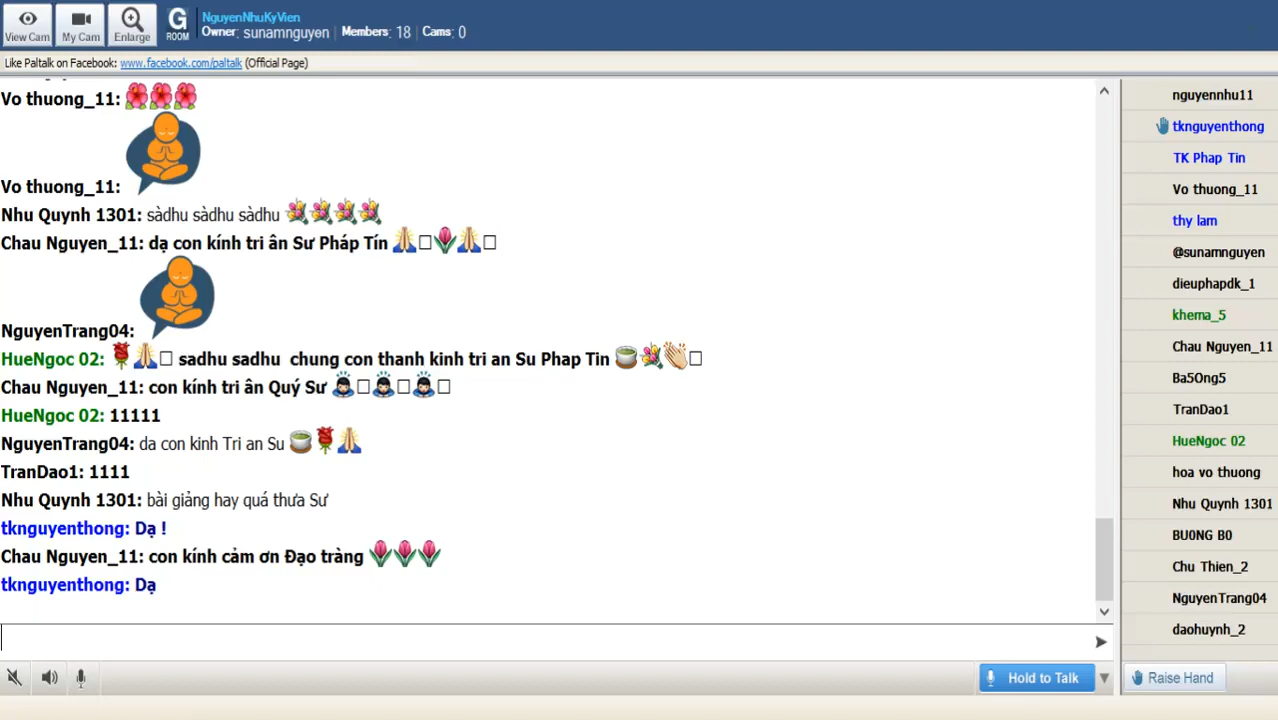 View Cam
My Cam
Enlarge
G
ROOM
NguyenNhuKyVien
Owner: sunamnguyen
Members: 18
Cams: 0
Like Paltalk on Facebook: www.facebook.com/paltalk (Official Page)
Vo thuong_11:
Vo thuong_11:
Nhu Quynh 1301: sàdhu sàdhu sàdhu
Chau Nguyen_11: dạ con kính tri ân Sư Pháp Tín
NguyenTrang04:
HueNgoc 02: sadhu sadhu chung con thanh kinh tri an Su Phap Tin
Chau Nguyen_11: con kính tri ân Quý Sư
HueNgoc 02: 11111
NguyenTrang04: da con kinh Tri an Su
TranDao1: 1111
Nhu Quynh 1301: bài giảng hay quá thưa Sư
tknguyenthong: Dạ !
Chau Nguyen_11: con kính cảm ơn Đạo tràng
tknguyenthong: Dạ
Hold to Talk
nguyennhu11
tknguyenthong
TK Phap Tin
Vo thuong_11
thy lam
@sunamnguyen
dieuphapdk_1
khema_5
Chau Nguyen_11
Ba5Ong5
TranDao1
HueNgoc 02
hoa vo thuong
Nhu Quynh 1301
BU0NG B0
Chu Thien_2
NguyenTrang04
daohuynh_2
Raise Hand